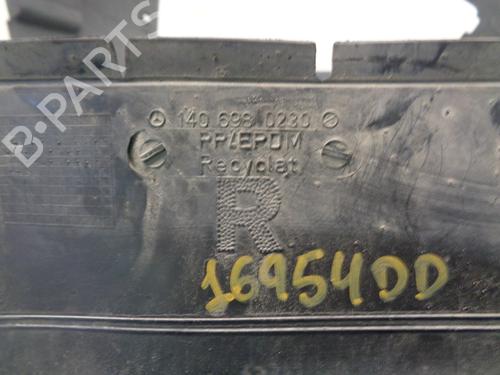 B-PARTS
140 698 0230
PP/EPDM
Recyclat
R
16954DD